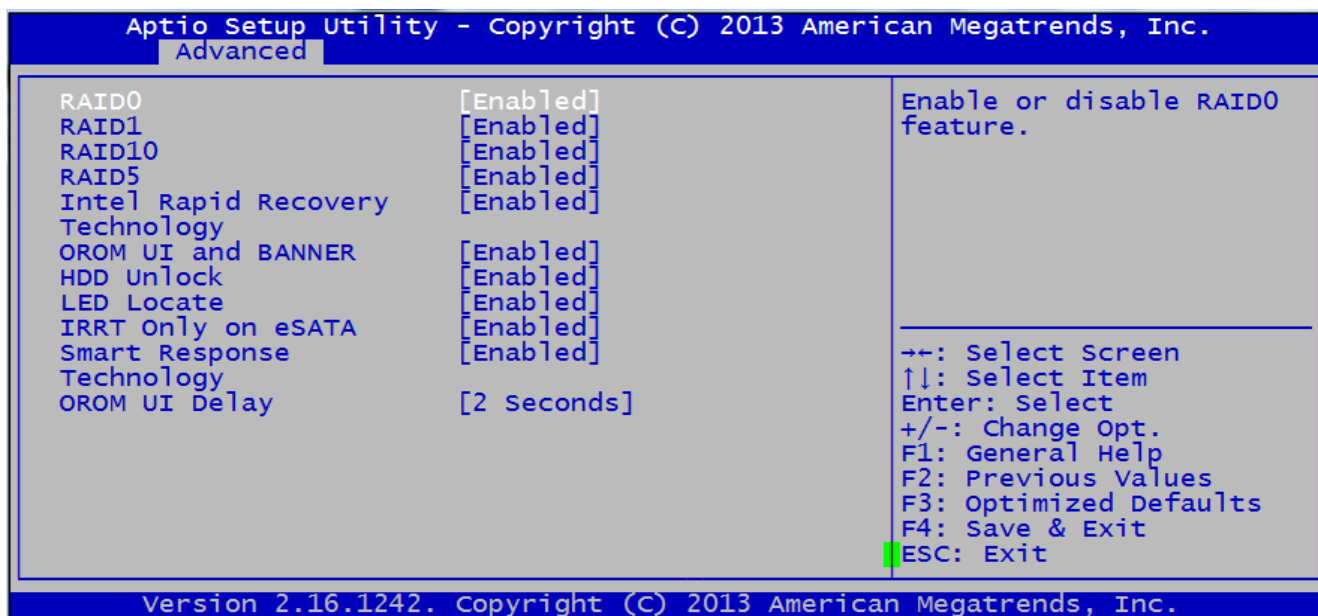 Aptio Setup Utility - Copyright (C) 2013 American Megatrends, Inc.
Advanced
RAID0 [Enabled]
RAID1 [Enabled]
RAID10 [Enabled]
RAID5 [Enabled]
Intel Rapid Recovery [Enabled]
Technology
OROM UI and BANNER [Enabled]
HDD Unlock [Enabled]
LED Locate [Enabled]
IRRT Only on eSATA [Enabled]
Smart Response [Enabled]
Technology
OROM UI Delay [2 Seconds]
Enable or disable RAID0
feature.
→←: Select Screen
↑↓: Select Item
Enter: Select
+/-: Change Opt.
F1: General Help
F2: Previous Values
F3: Optimized Defaults
F4: Save & Exit
ESC: Exit
Version 2.16.1242. Copyright (C) 2013 American Megatrends, Inc.